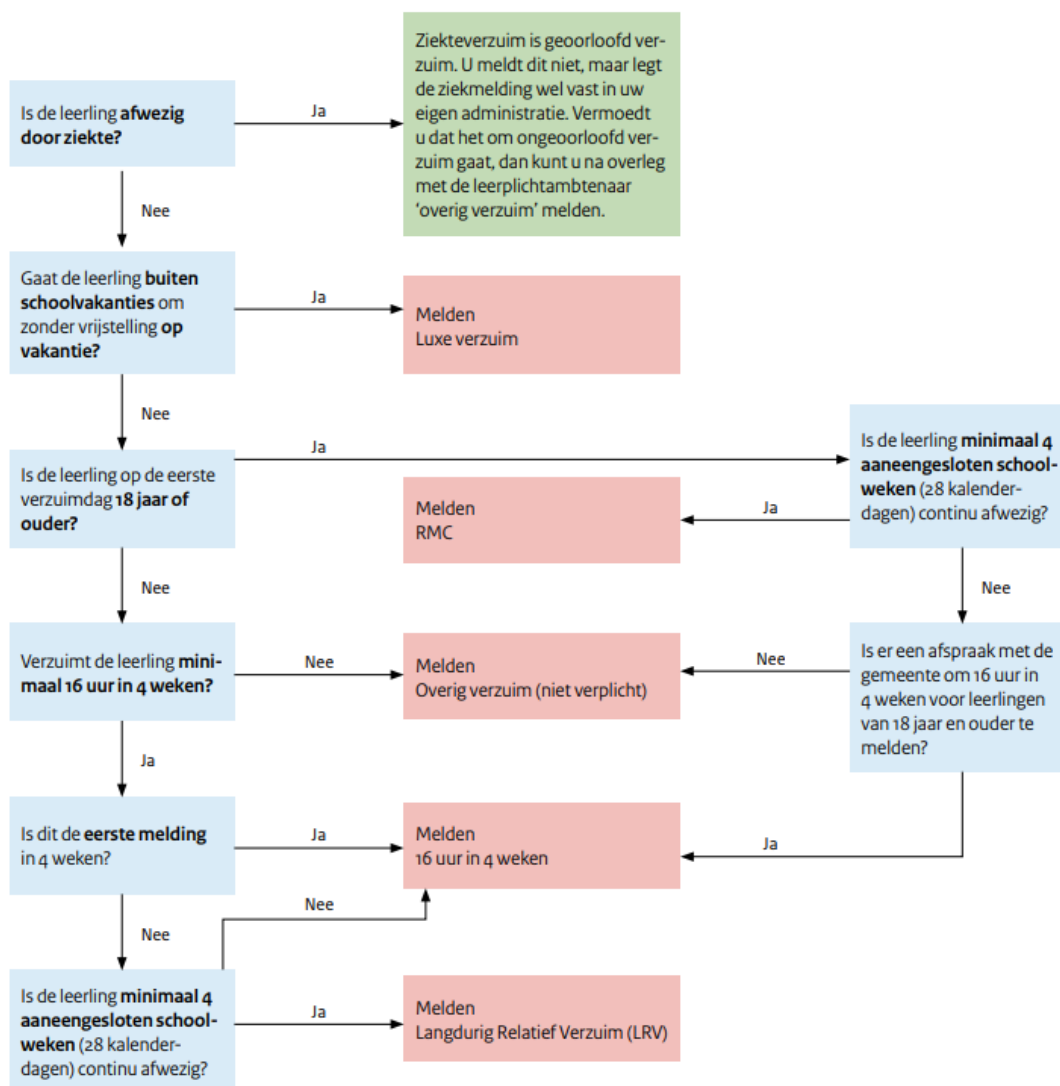 Ziekteverzuim is geoorloofd ver-
zuim. U meldt dit niet, maar legt
de ziekmelding wel vast in uw
eigen administratie. Vermoedt
u dat het om ongeoorloofd ver-
zuim gaat, dan kunt u na overleg
met de leerplichtambtenaar
‘overig verzuim’ melden.
Is de leerling afwezig
door ziekte?
Ja
Nee
Gaat de leerling buiten
schoolvakanties om
zonder vrijstelling op
vakantie?
Ja
Melden
Luxe verzuim
Nee
Is de leerling op de eerste
verzuimdag 18 jaar of
ouder?
Ja
Is de leerling minimaal 4
aaneengesloten school-
weken (28 kalender-
dagen) continu afwezig?
Ja
Melden
RMC
Nee
Nee
Verzuimt de leerling mini-
maal 16 uur in 4 weken?
Nee
Melden
Overig verzuim (niet verplicht)
Nee
Is er een afspraak met de
gemeente om 16 uur in
4 weken voor leerlingen
van 18 jaar en ouder te
melden?
Ja
Is dit de eerste melding
in 4 weken?
Ja
Melden
16 uur in 4 weken
Ja
Nee
Nee
Is de leerling minimaal 4
aaneengesloten school-
weken (28 kalender-
dagen) continu afwezig?
Ja
Melden
Langdurig Relatief Verzuim (LRV)